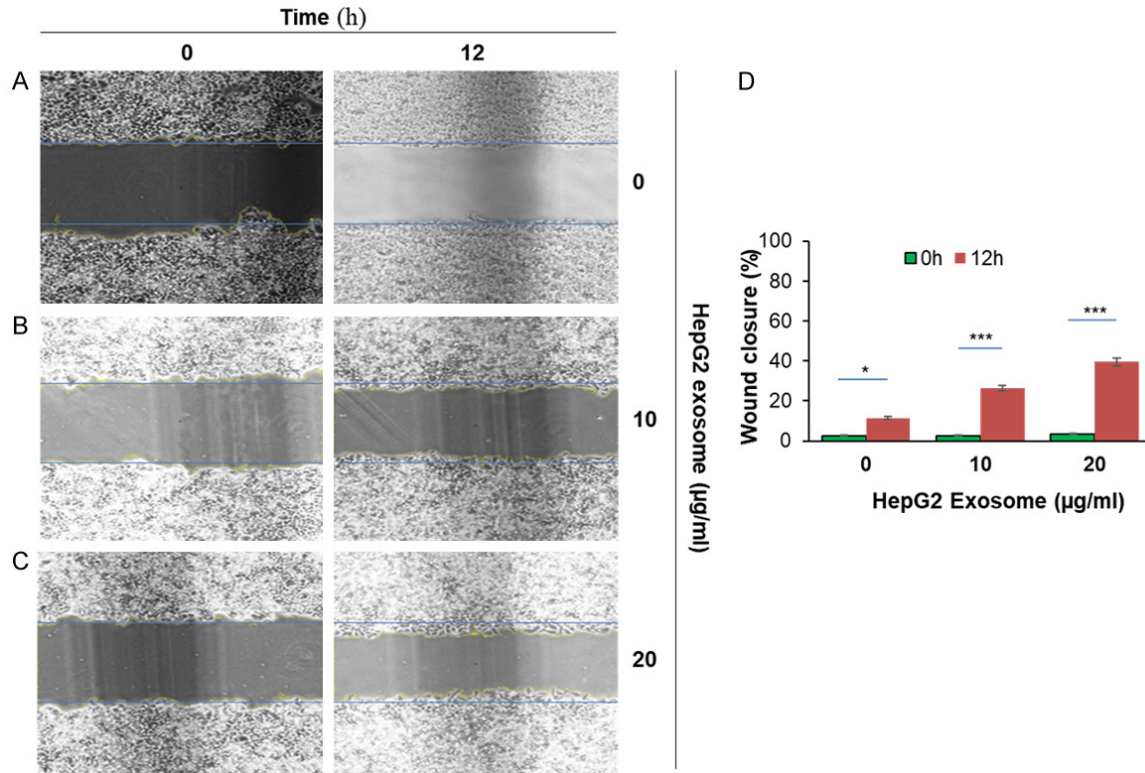 Time (h)
0 12
A
0
B
10
C
20
HepG2 exosome (µg/ml)
D
Wound closure (%)
100
80
60
40
20
0
0h 12h
*
***
***
0 10 20
HepG2 Exosome (µg/ml)